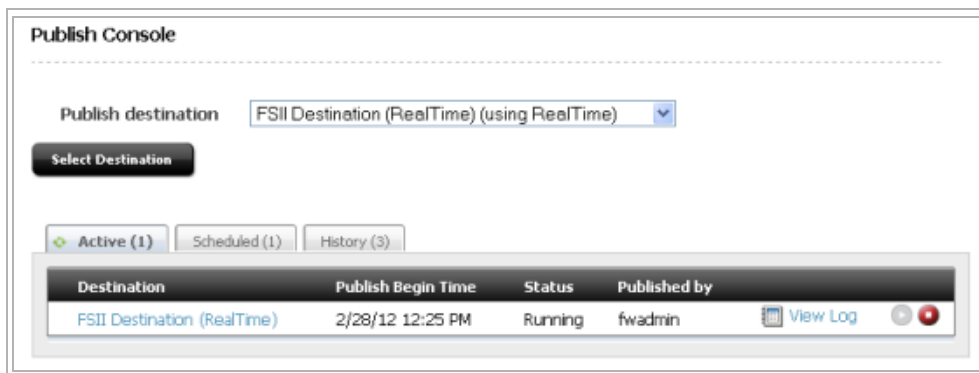 Publish Console
Publish destination FSII Destination (RealTime) (using RealTime)
Select Destination
Active (1) Scheduled (1) History (3)
Destination Publish Begin Time Status Published by
FSII Destination (RealTime) 2/28/12 12:25 PM Running fwadmin View Log